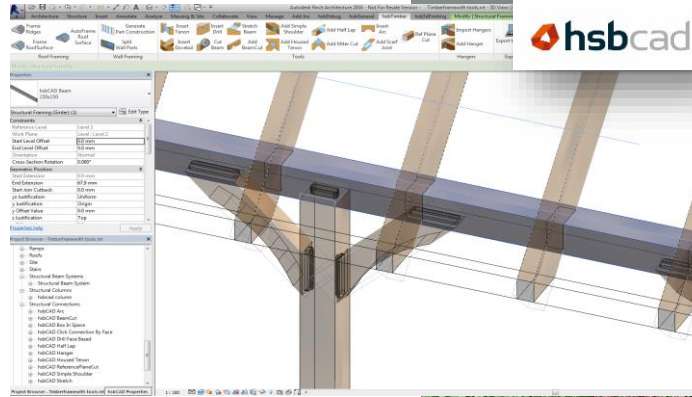 Autodesk Revit Architecture 2016 - Not For Resale Version - Timberframewith tools.rvt - 3D View:
Architecture Structure Insert Annotate Analyze Massing & Site Collaborate View Manage Add-Ins hsbDebug hsbGeneral hsbTimber hsbSelfinding Modify | Structural Frami
Frame Ridges
Frame RoofSurface
AutoFrame Roof Surface
Generate Part Construction
Split Wall/Parts
Insert Tenon
Insert Dovetail
Insert Drill
Cut Beam
Stretch Beam
Add BeamCut
Add Simple Shoulder
Add Housed Tenon
Add Half Lap
Add Miter Cut
Insert Arc
Add Scarf Joint
Ref Plane Cut
Import Hangers
Add Hanger
Roof Framing
Wall Framing
Tools
Hangers
hsbcad
Properties
hsbCAD Beam
Structural Framing (Girder) (1)
Edit Type
Constraints
Reference Level Level 2
Work Plane Level : Level 2
Start Level Offset 0.0 mm
End Level Offset 0.0 mm
Orientation Normal
Cross-Section Rotation 0.000°
Geometric Position
Start Extension 0.0 mm
End Extension 67.9 mm
Start Join Cutback 0.0 mm
yz Justification Uniform
y Justification Origin
y Offset Value 0.0 mm
z Justification Top
Properties help
Apply
Project Browser - Timberframewith tools.rvt
Ramps
Roofs
Site
Stairs
Structural Beam Systems
Structural Beam System
Structural Columns
hsbcad column
Structural Connections
hsbCAD Arc
hsbCAD BeamCut
hsbCAD Box In Space
hsbCAD Click Connection By Face
hsbCAD Drill Face Based
hsbCAD Half Lap
hsbCAD Hanger
hsbCAD Housed Tenon
hsbCAD ReferencePlaneCut
hsbCAD Simple Shoulder
hsbCAD Stretch
Project Browser - Timberframewith tools.rvt hsbCAD Properties
1 : 100